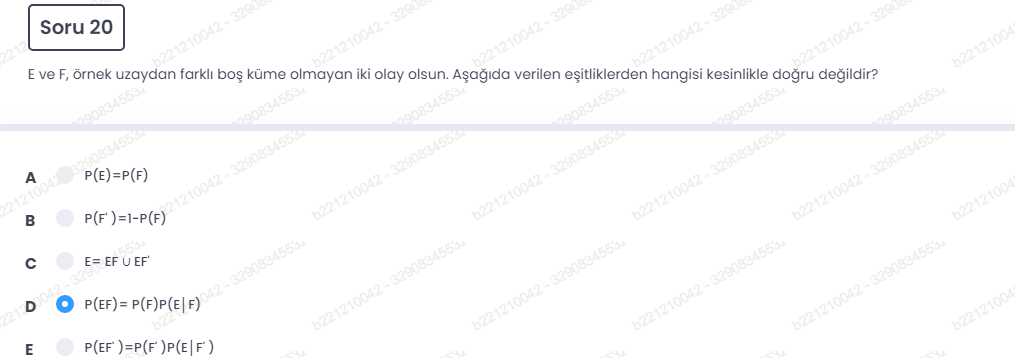 Soru 20
E ve F, örnek uzaydan farklı boş küme olmayan iki olay olsun. Aşağıda verilen eşitliklerden hangisi kesinlikle doğru değildir?
A P(E)=P(F)
B P(F' )=1-P(F)
C E= EF ∪ EF'
D P(EF)= P(F)P(E|F)
E P(EF' )=P(F' )P(E|F' )